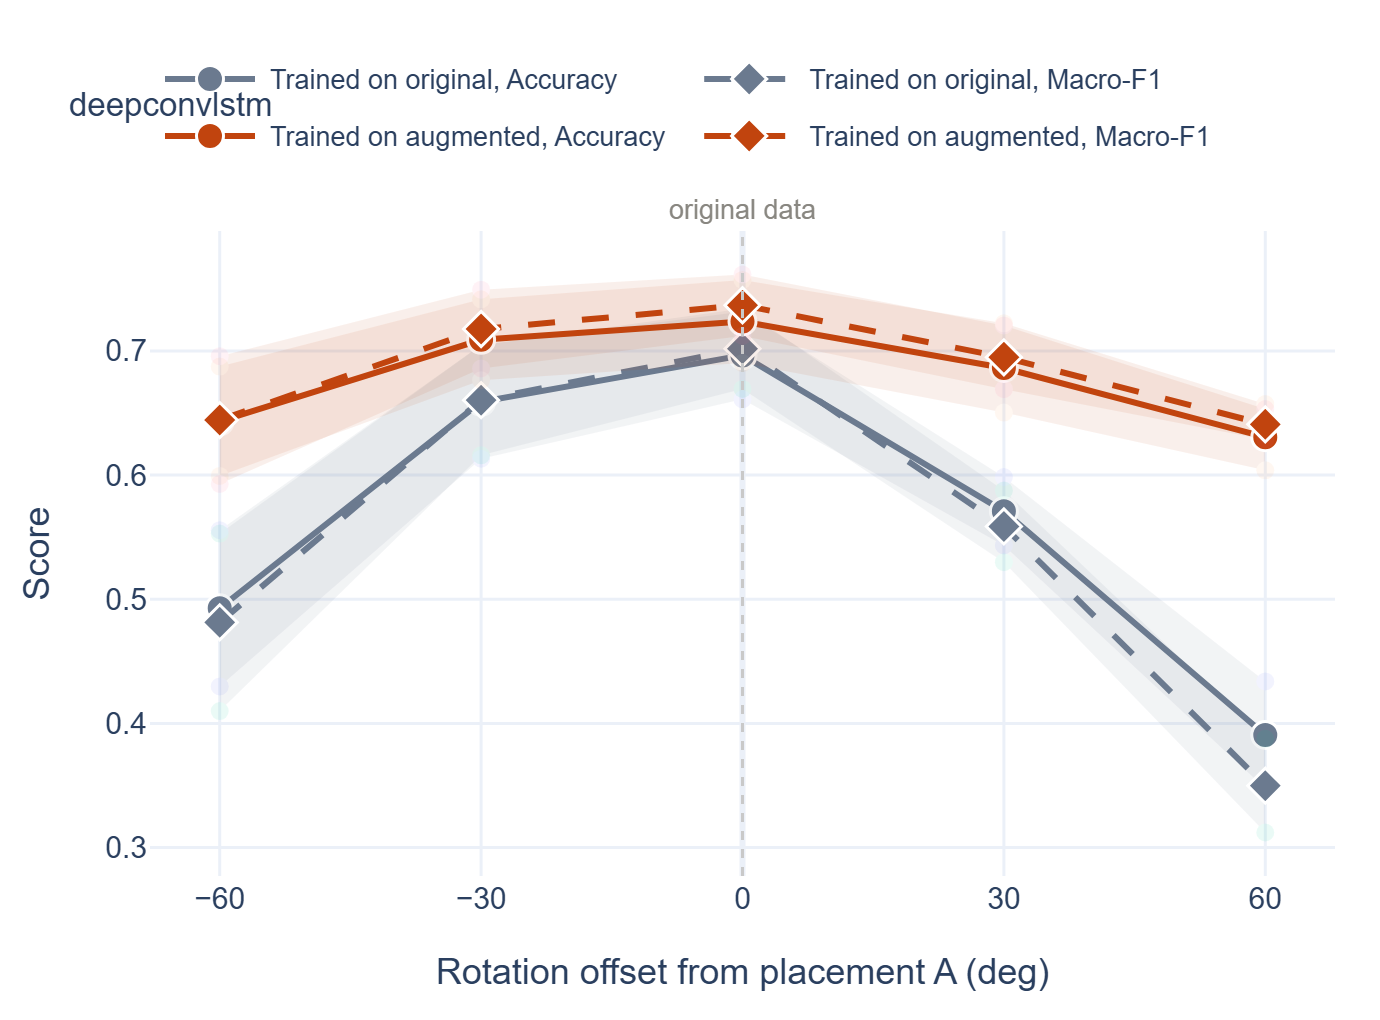 Trained on original, Accuracy
Trained on original, Macro-F1
deepconvlstm
Trained on augmented, Accuracy
Trained on augmented, Macro-F1
original data
0.7
0.6
0.5
0.4
0.3
Score
−60
−30
0
30
60
Rotation offset from placement A (deg)